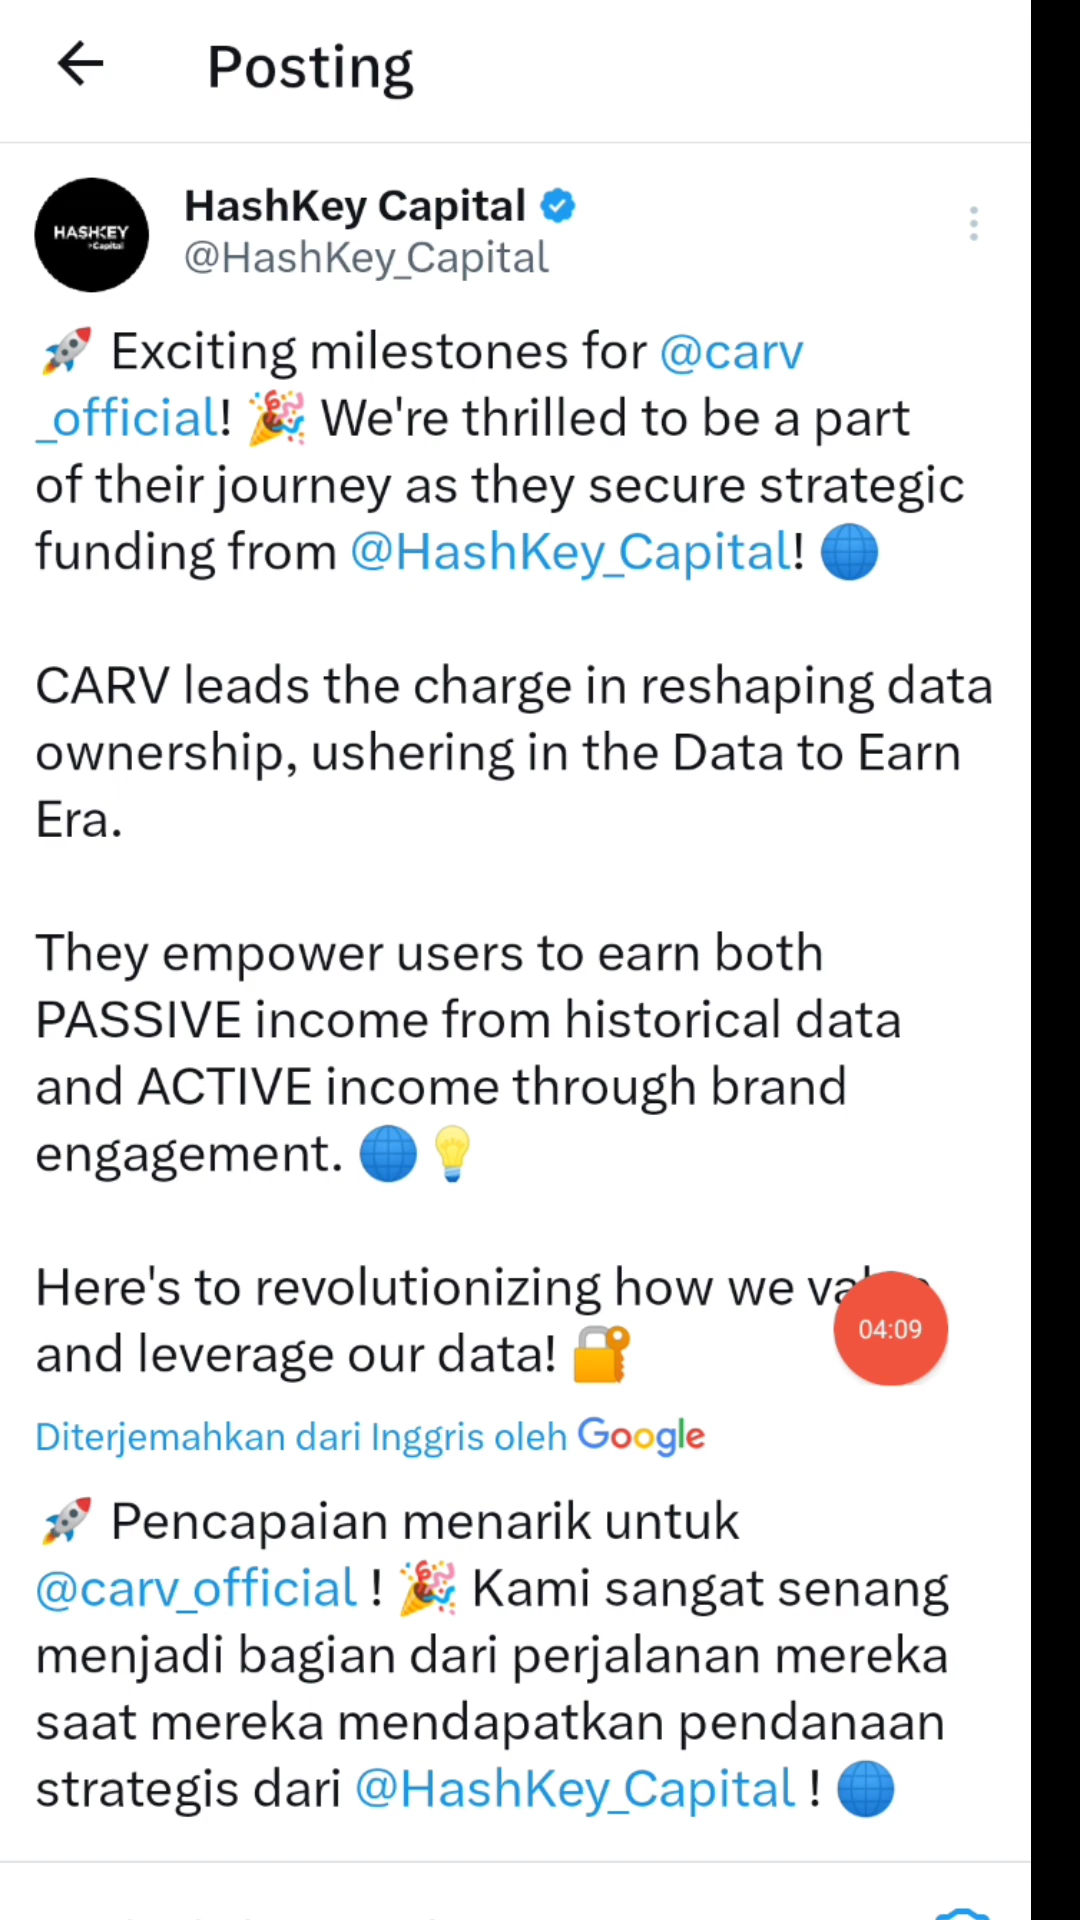 Posting
HASHKEY
Capital
HashKey Capital
@HashKey_Capital
🚀 Exciting milestones for @carv
_official! 🎉 We're thrilled to be a part
of their journey as they secure strategic
funding from @HashKey_Capital! 🌐
CARV leads the charge in reshaping data
ownership, ushering in the Data to Earn
Era.
They empower users to earn both
PASSIVE income from historical data
and ACTIVE income through brand
engagement. 🌐💡
Here's to revolutionizing how we
04:09
and leverage our data! 🔐
Diterjemahkan dari Inggris oleh Google
🚀 Pencapaian menarik untuk
@carv_official ! 🎉 Kami sangat senang
menjadi bagian dari perjalanan mereka
saat mereka mendapatkan pendanaan
strategis dari @HashKey_Capital ! 🌐